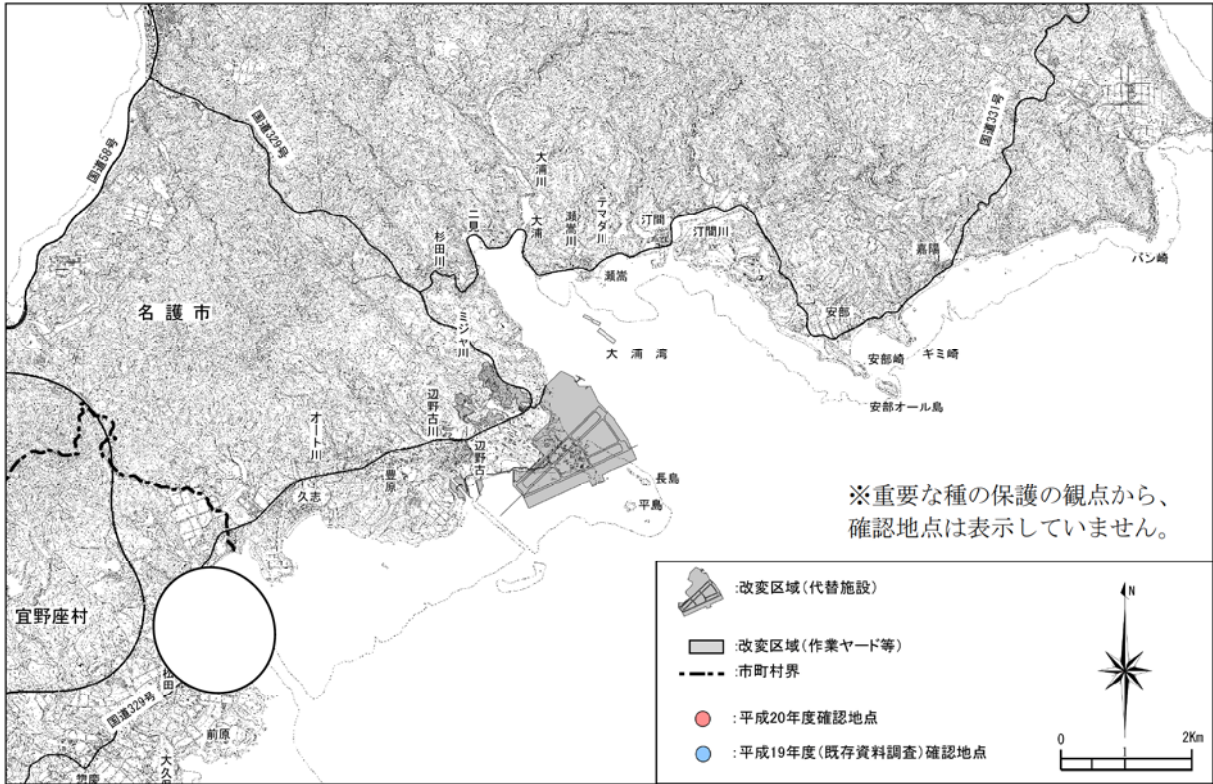 国道58号
国道329号
国道331号
大浦川
大浦
二見
杉田川
瀬嵩川
テマダ川
汀間
汀間川
瀬嵩
嘉陽
バン崎
安部
安部崎
ギミ崎
安部オール島
大浦湾
名護市
ミジャ川
辺野古川
辺野古
オート川
豊原
久志
長島
平島
※重要な種の保護の観点から、
確認地点は表示していません。
宜野座村
松田
国道329号
前原
惣慶
:改変区域(代替施設)
:改変区域(作業ヤード等)
:市町村界
:平成20年度確認地点
:平成19年度(既存資料調査)確認地点
N
0 2Km